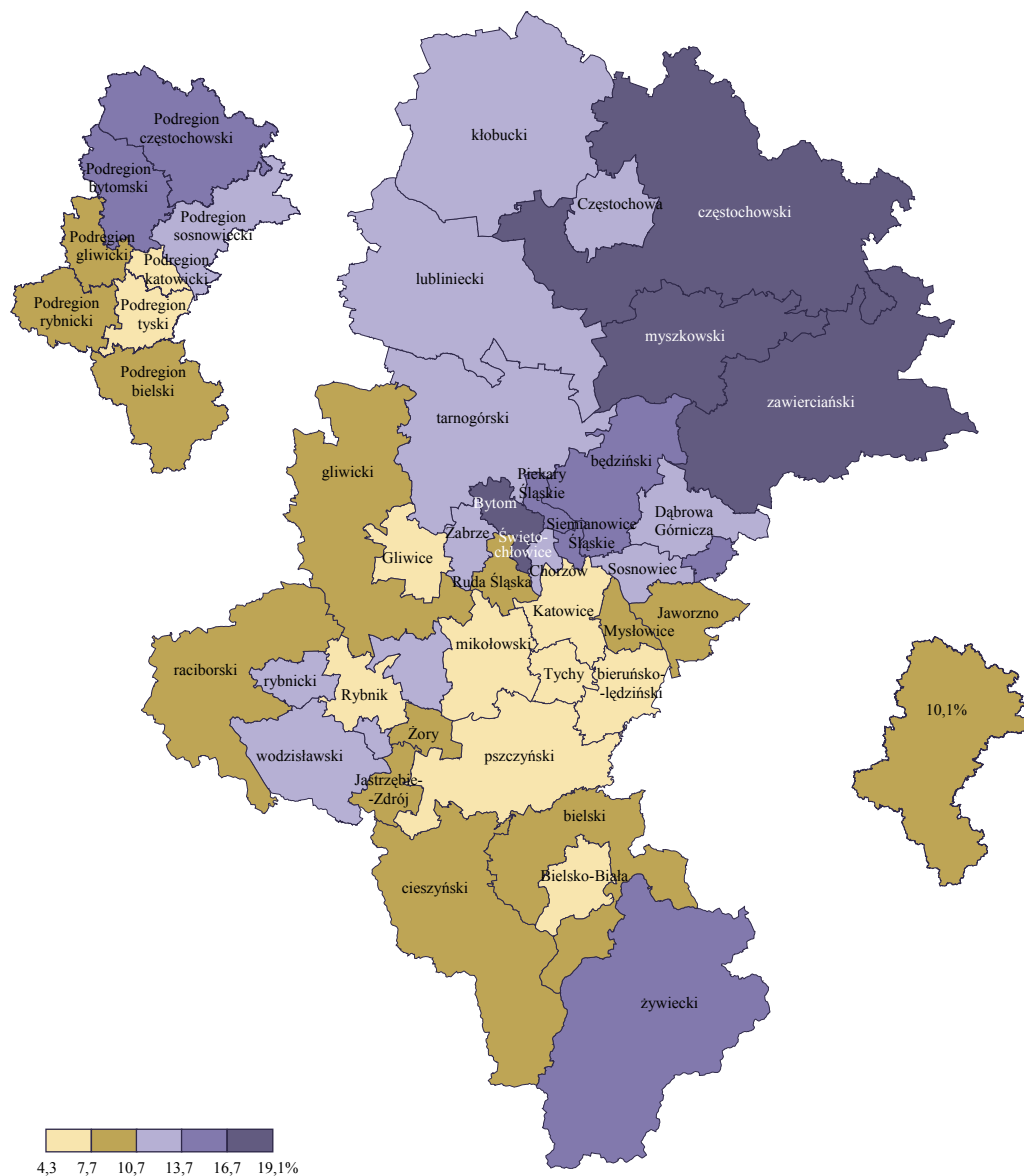 Podregion
częstochowski
Podregion
bytomski
Podregion
sosnowiecki
Podregion
gliwicki
Podregion
katowicki
Podregion
rybnicki
Podregion
tyski
Podregion
bielski
kłobucki
Częstochowa
częstochowski
lubliniecki
myszkowski
zawierciański
tarnogórski
będziński
gliwicki
Piekary
Śląskie
Bytom
Dąbrowa
Górnicza
Siemianowice
Śląskie
Zabrze
Święto-
chłowice
Gliwice
Chorzów
Sosnowiec
Ruda Śląska
Katowice
Jaworzno
Mysłowice
mikołowski
raciborski
rybnicki
Rybnik
Tychy
bieruńsko-
-lędziński
Żory
wodzisławski
pszczyński
Jastrzębie-
-Zdrój
bielski
Bielsko-Biała
cieszyński
żywiecki
10,1%
4,3 7,7 10,7 13,7 16,7 19,1%